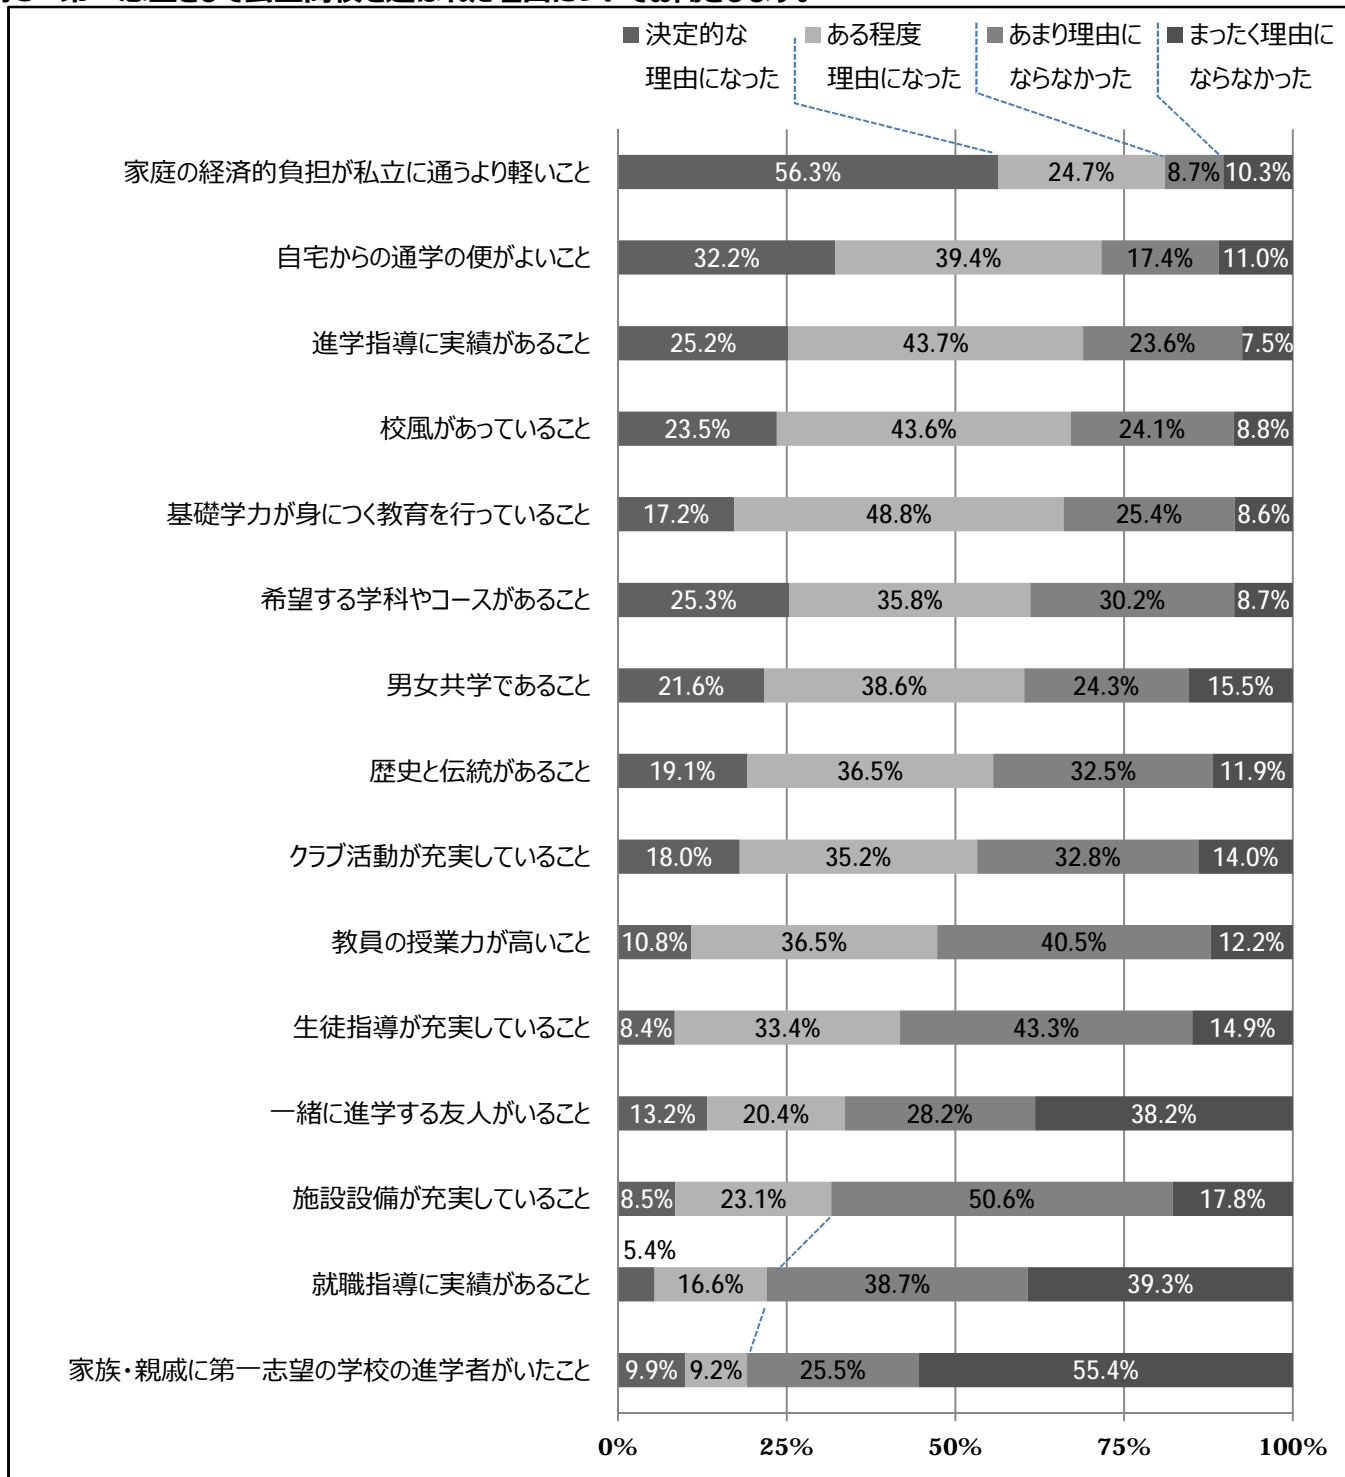 ■ 決定的な ■ ある程度 ■ あまり理由に ■ まったく理由に
理由になった 理由になった ならなかった ならなかった
家庭の経済的負担が私立に通うより軽いこと 56.3% 24.7% 8.7% 10.3%
自宅からの通学の便がよいこと 32.2% 39.4% 17.4% 11.0%
進学指導に実績があること 25.2% 43.7% 23.6% 7.5%
校風があっていること 23.5% 43.6% 24.1% 8.8%
基礎学力が身につく教育を行っていること 17.2% 48.8% 25.4% 8.6%
希望する学科やコースがあること 25.3% 35.8% 30.2% 8.7%
男女共学であること 21.6% 38.6% 24.3% 15.5%
歴史と伝統があること 19.1% 36.5% 32.5% 11.9%
クラブ活動が充実していること 18.0% 35.2% 32.8% 14.0%
教員の授業力が高いこと 10.8% 36.5% 40.5% 12.2%
生徒指導が充実していること 8.4% 33.4% 43.3% 14.9%
一緒に進学する友人がいること 13.2% 20.4% 28.2% 38.2%
施設設備が充実していること 8.5% 23.1% 50.6% 17.8%
5.4%
就職指導に実績があること 16.6% 38.7% 39.3%
家族・親戚に第一志望の学校の進学者がいたこと 9.9% 9.2% 25.5% 55.4%
0% 25% 50% 75% 100%